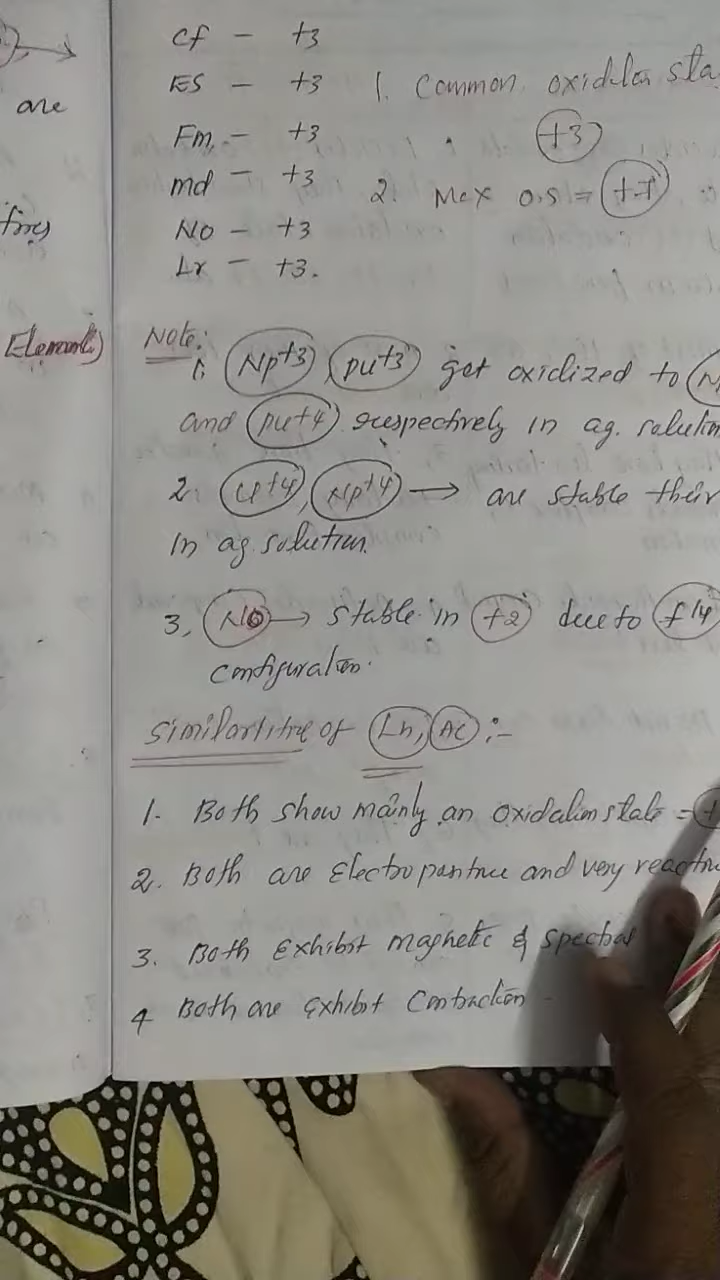 are
Cf - +3
ES - +3 1. Common oxidation sta
Fm - +3 (+3)
md - +3 2. Max o.s =
No - +3
Lr - +3.
Element)
Note:
1. Np+3, pu+3 get oxidized to N
and pu+4 respectively in aq. solution
2. U+4, Np+4 → are stable their
in aq solution.
3, No → stable in +2 due to f14
configuration.
Similarities of Ln, Ac :-
1. Both show mainly an oxidation state = +
2. Both are Electropositive and very reactive
3. Both Exhibit magnetic & spectral
4 Both are Exhibit Contraction